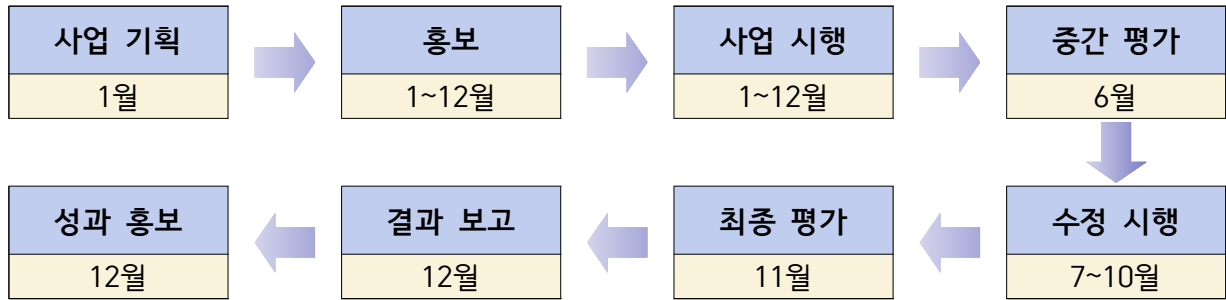 사업 기획
1월
홍보
1~12월
사업 시행
1~12월
중간 평가
6월
수정 시행
7~10월
최종 평가
11월
결과 보고
12월
성과 홍보
12월